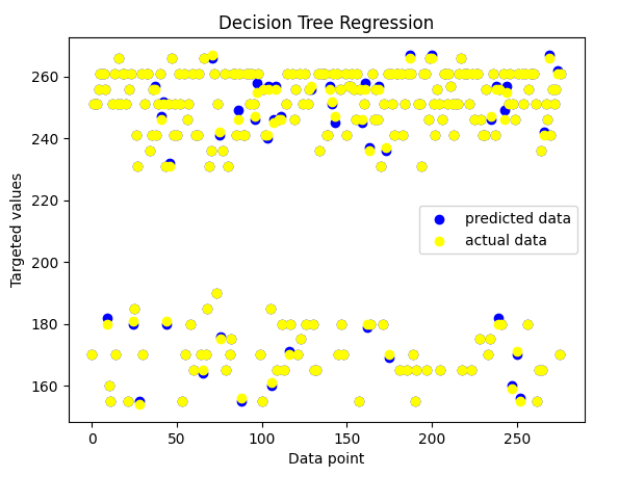 Decision Tree Regression
Targeted values
260
240
220
200
180
160
predicted data
actual data
0 50 100 150 200 250
Data point